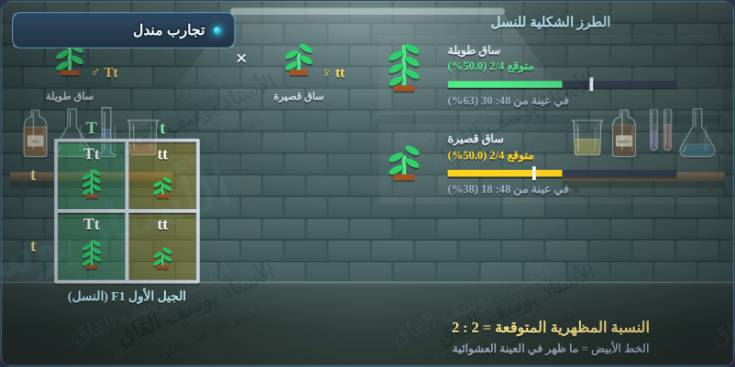 تجارب مندل
الطرز الشكلية للنسل
♂ Tt
ساق طويلة
×
♀ tt
ساق قصيرة
ساق طويلة
متوقع 2/4 (50.0%)
في عينة من 48: 30 (63%)
ساق قصيرة
متوقع 2/4 (50.0%)
في عينة من 48: 18 (38%)
T t
t Tt tt
t Tt tt
الجيل الأول F1 (النسل)
النسبة المظهرية المتوقعة = 2 : 2
الخط الأبيض = ما ظهر في العينة العشوائية
الأستاذ يوسف القاق